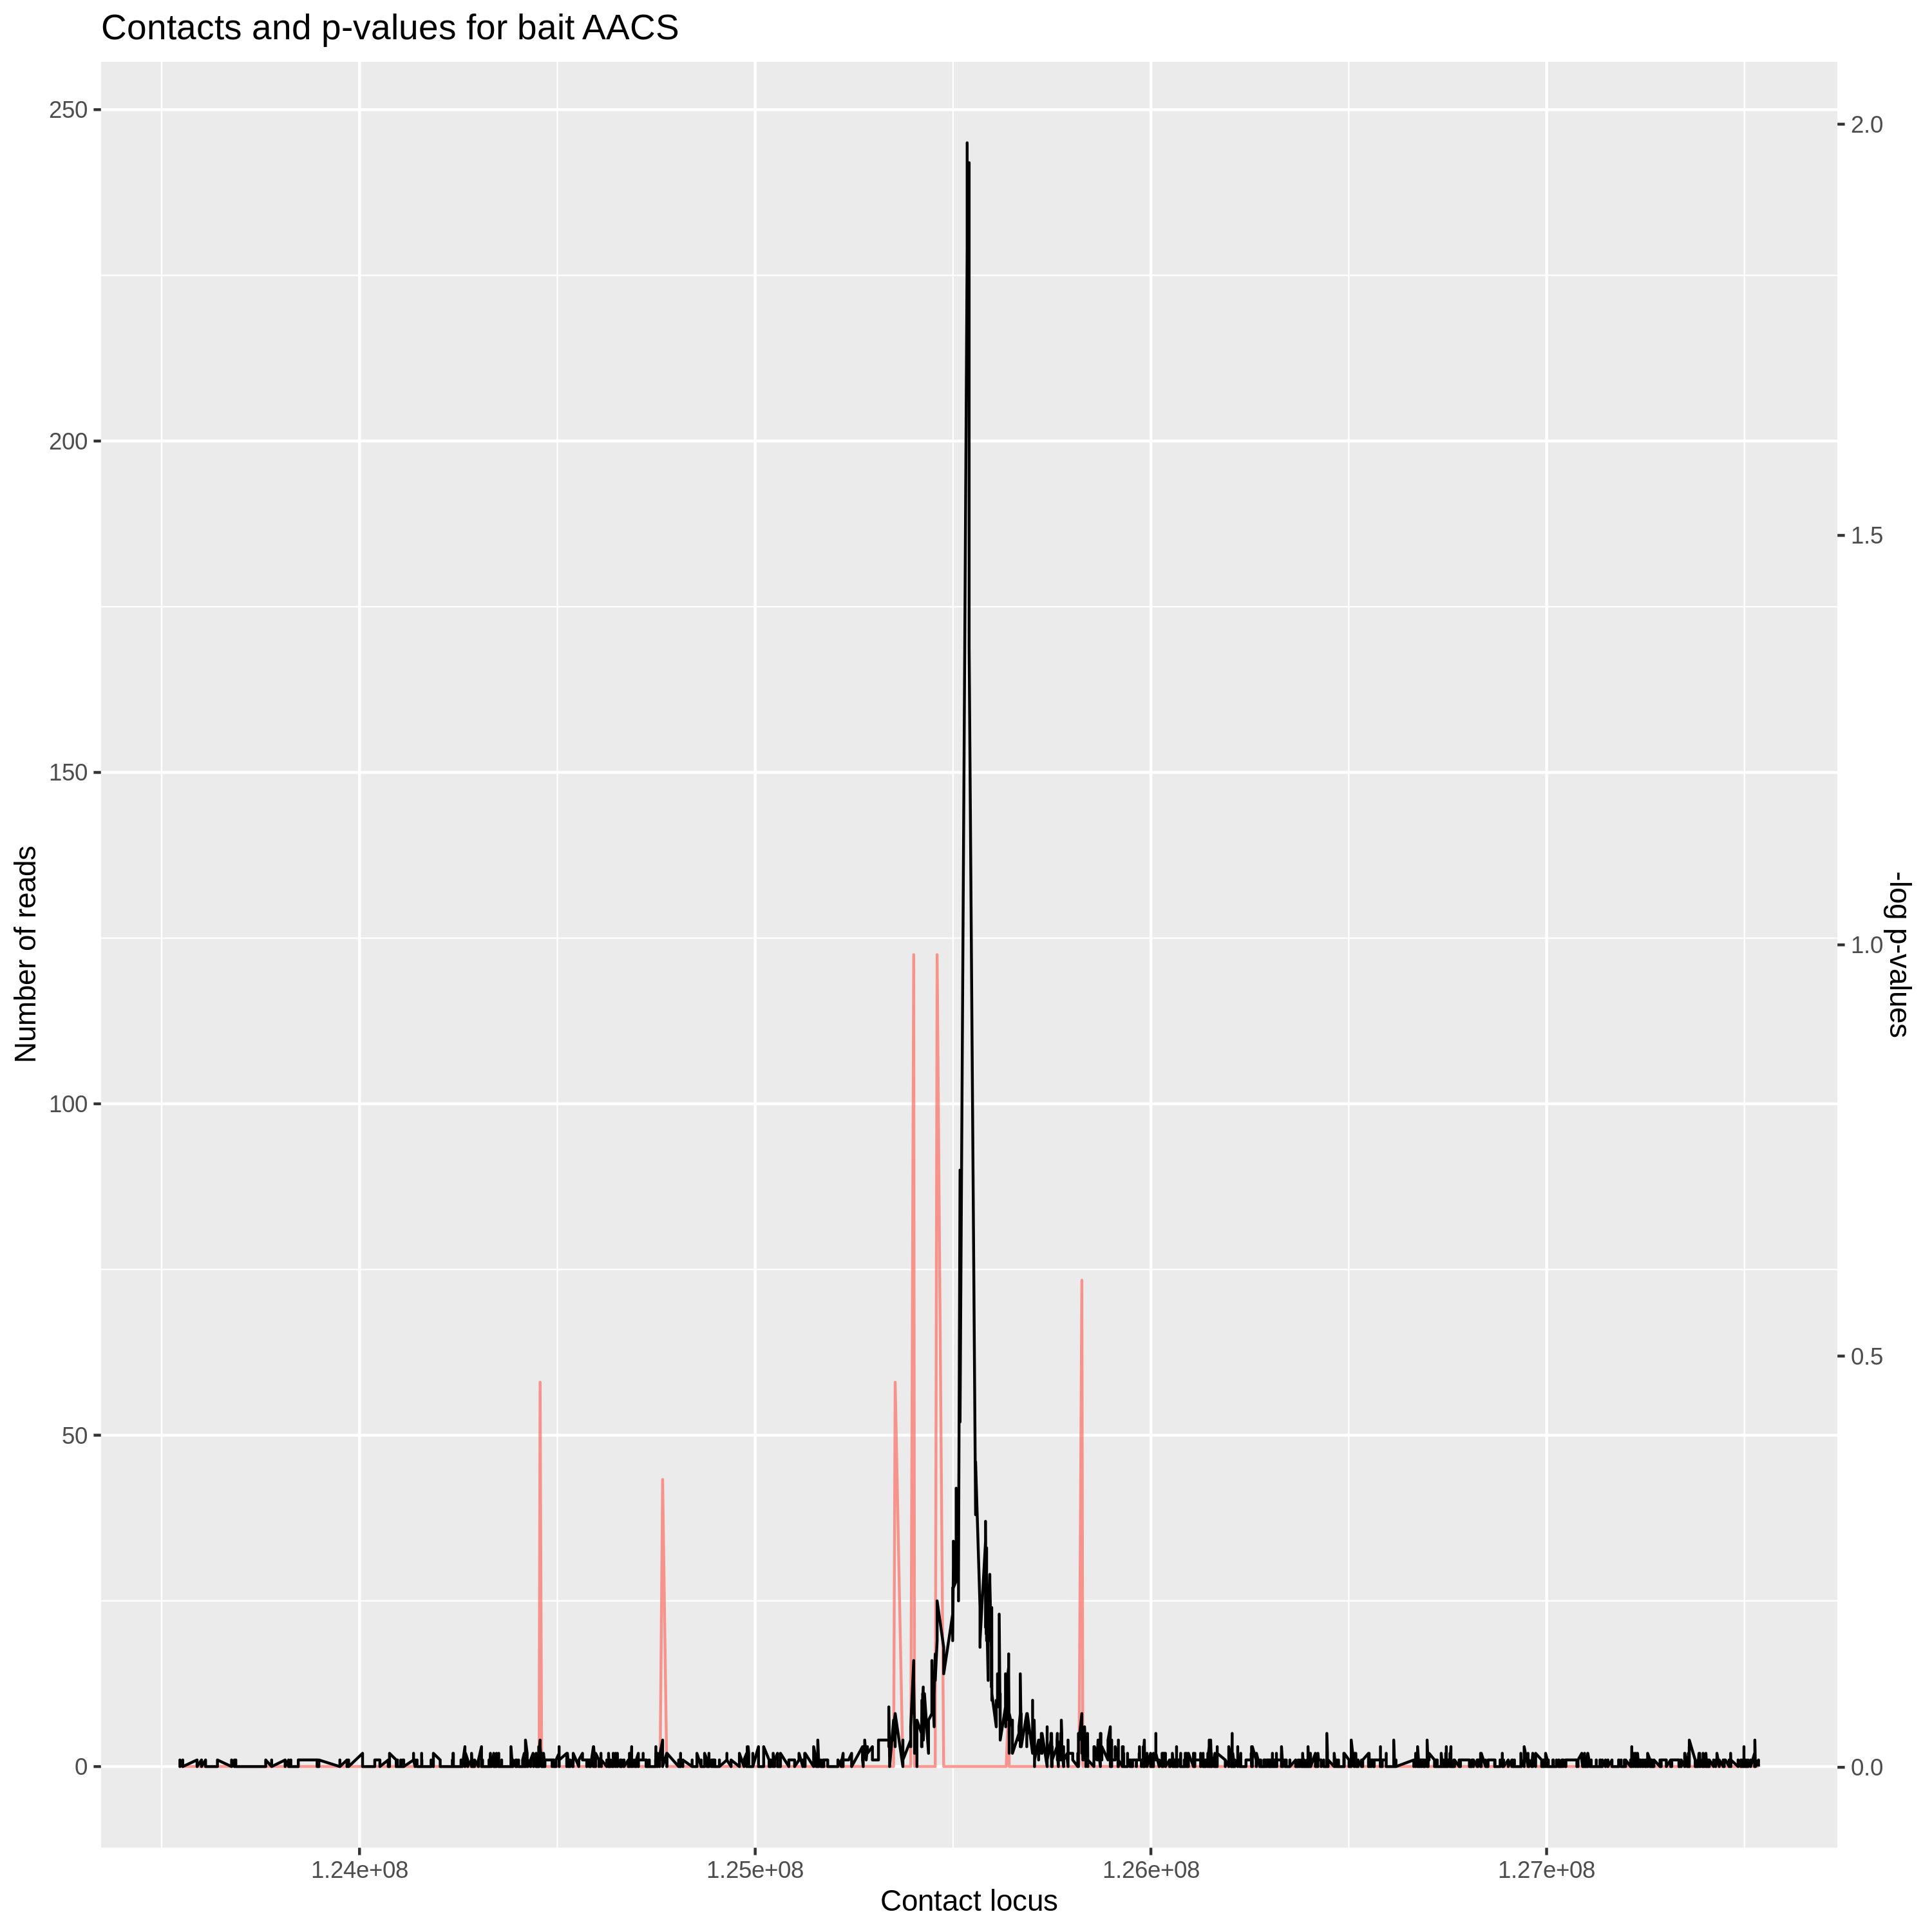 Contacts and p-values for bait AACS
Number of reads
250
200
150
100
50
0
2.0
1.5
1.0
0.5
0.0
-log p-values
1.24e+08
1.25e+08
1.26e+08
1.27e+08
Contact locus